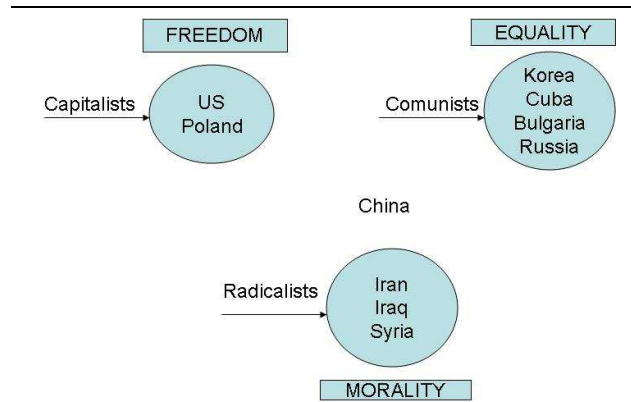 FREEDOM
EQUALITY
Capitalists
US
Poland
Comunists
Korea
Cuba
Bulgaria
Russia
China
Radicalists
Iran
Iraq
Syria
MORALITY